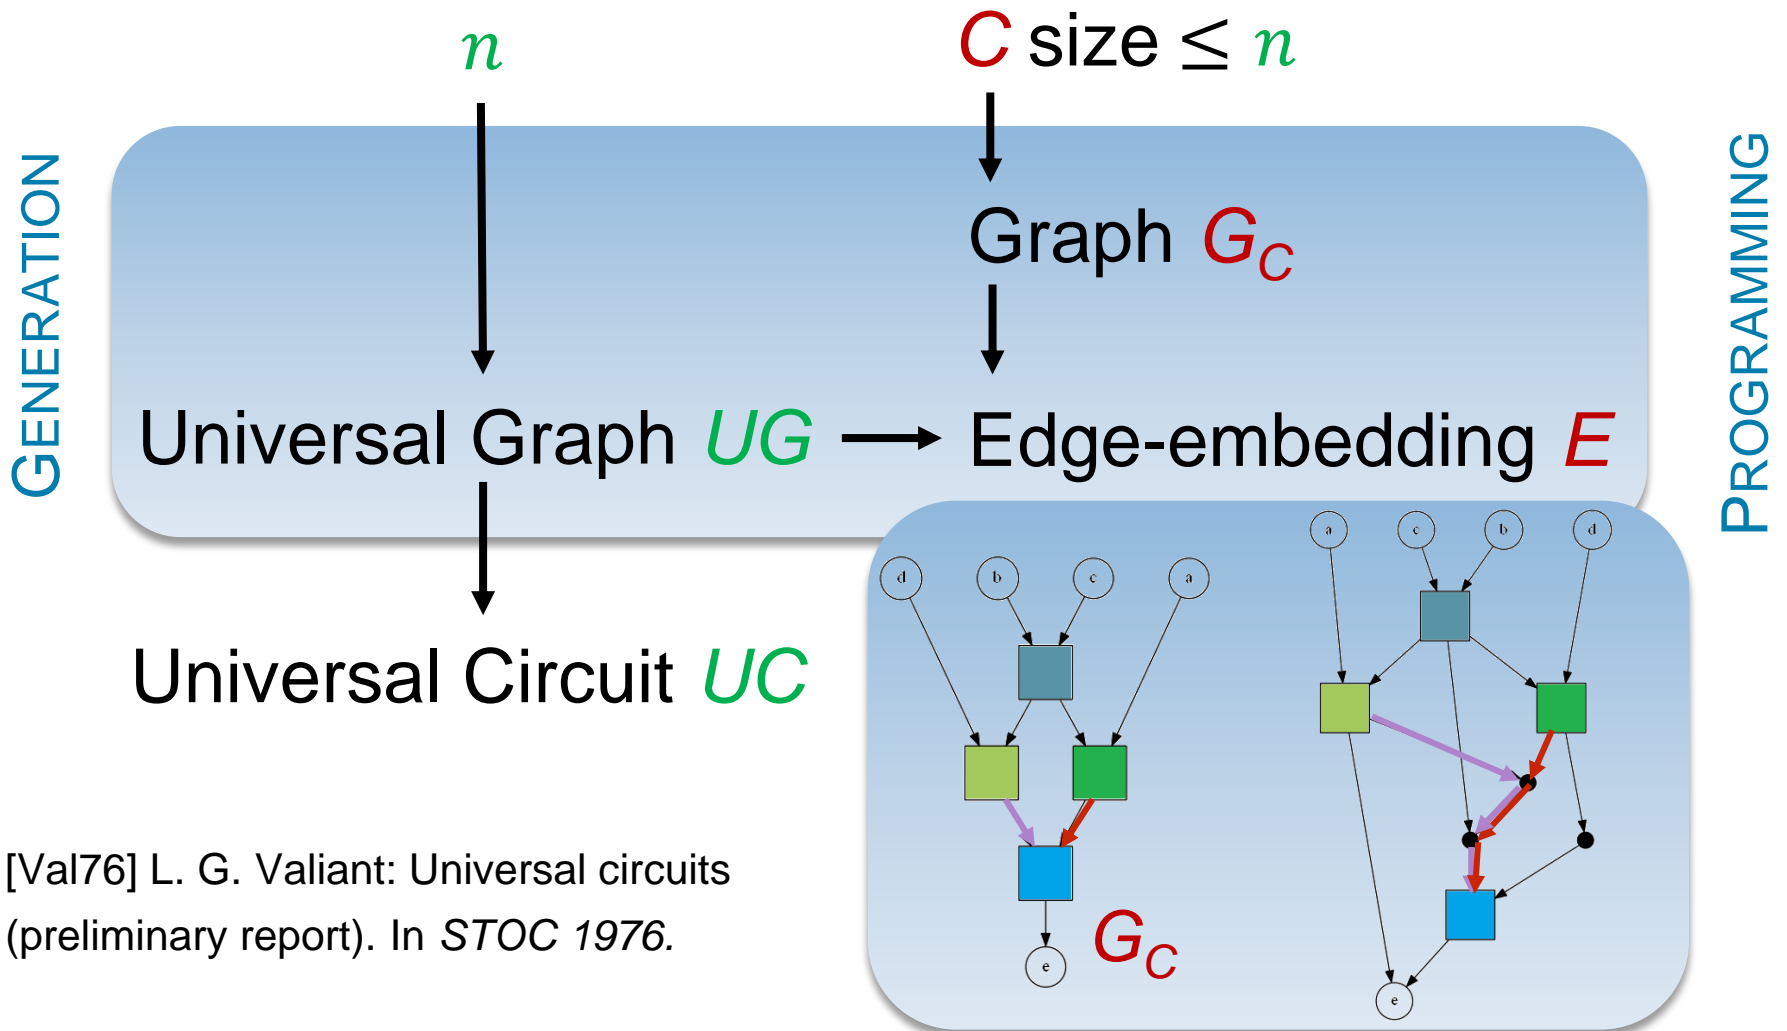 n
C size ≤ n
GENERATION
PROGRAMMING
Graph G_C
Universal Graph UG
Edge-embedding E
Universal Circuit UC
a c b d
d b c a
e
G_C
e
[Val76] L. G. Valiant: Universal circuits
(preliminary report). In STOC 1976.